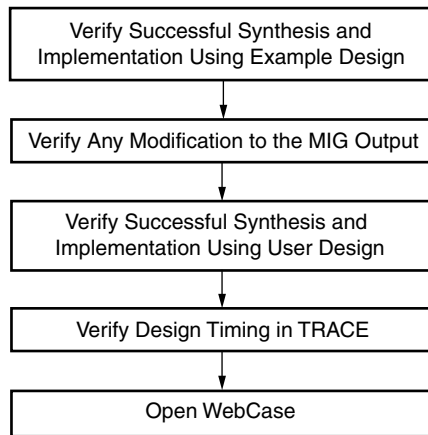 Verify Successful Synthesis and
Implementation Using Example Design
Verify Any Modification to the MIG Output
Verify Successful Synthesis and
Implementation Using User Design
Verify Design Timing in TRACE
Open WebCase